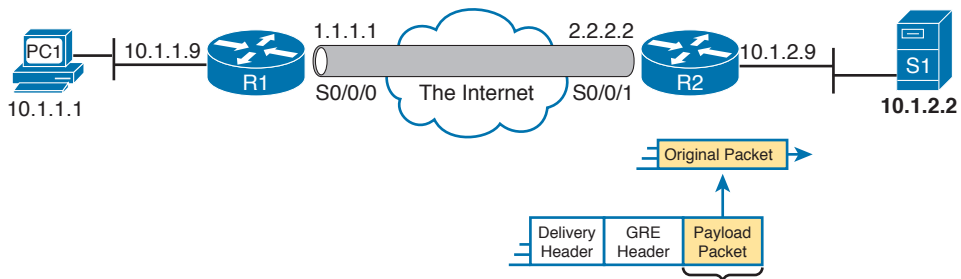 1.1.1.1
2.2.2.2
PC1
10.1.1.9
10.1.2.9
R1
R2
S1
S0/0/0
The Internet
S0/0/1
10.1.1.1
10.1.2.2
Original Packet
Delivery
Header
GRE
Header
Payload
Packet